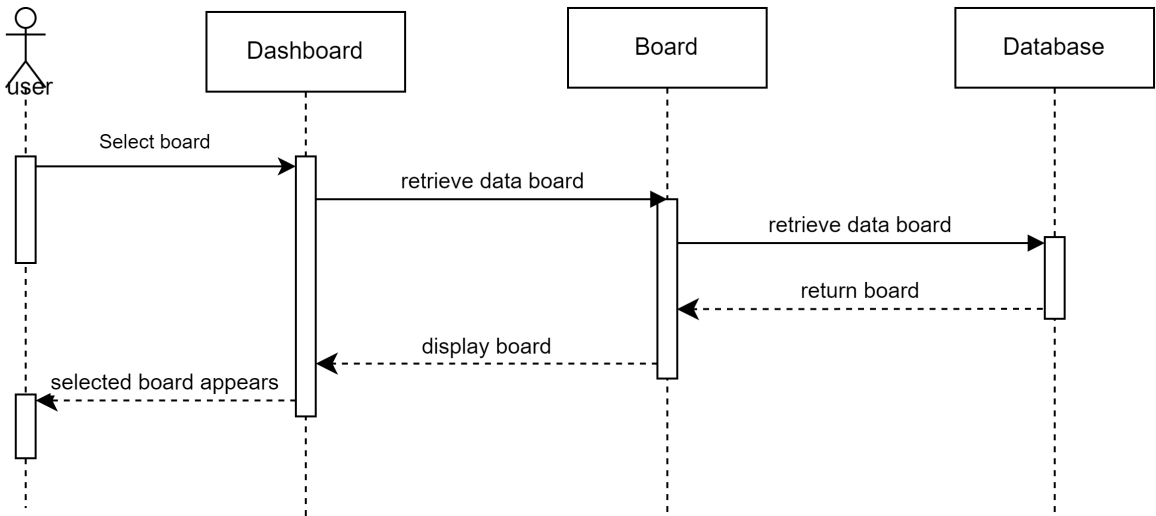 user
Dashboard
Board
Database
Select board
retrieve data board
retrieve data board
return board
display board
selected board appears